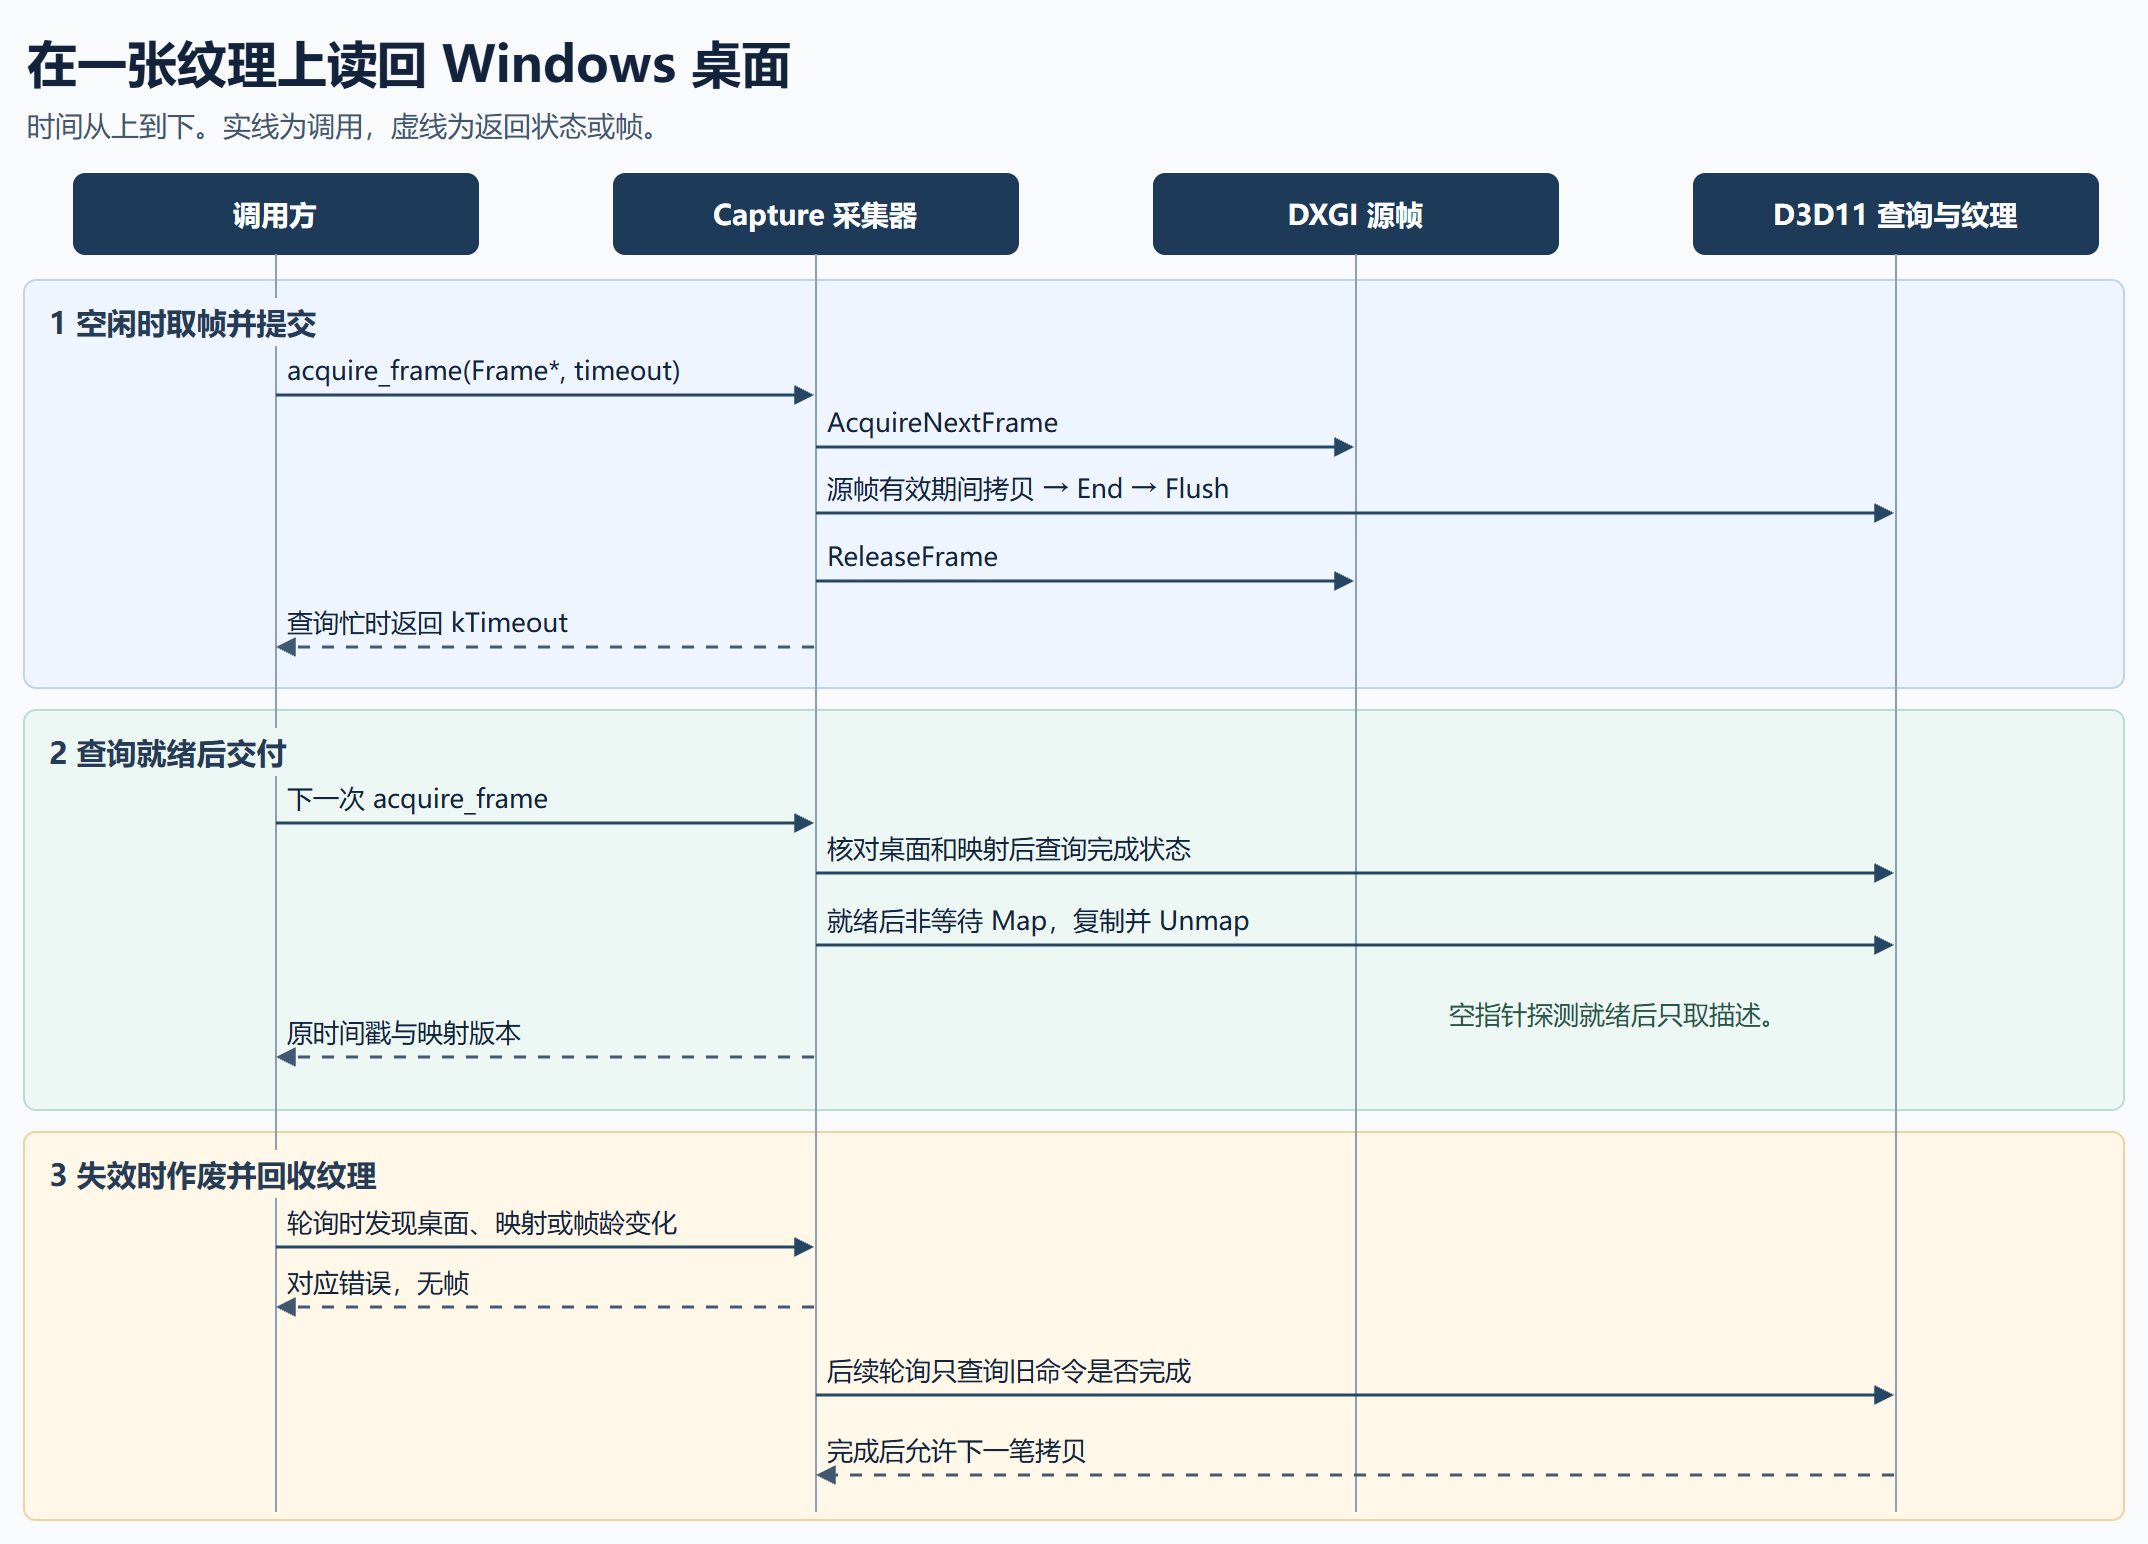 在一张纹理上读回 Windows 桌面
时间从上到下。实线为调用，虚线为返回状态或帧。
调用方
Capture 采集器
DXGI 源帧
D3D11 查询与纹理
1 空闲时取帧并提交
acquire_frame(Frame*, timeout)
AcquireNextFrame
源帧有效期间拷贝 → End → Flush
ReleaseFrame
查询忙时返回 kTimeout
2 查询就绪后交付
下一次 acquire_frame
核对桌面和映射后查询完成状态
就绪后非等待 Map，复制并 Unmap
空指针探测就绪后只取描述。
原时间戳与映射版本
3 失效时作废并回收纹理
轮询时发现桌面、映射或帧龄变化
对应错误，无帧
后续轮询只查询旧命令是否完成
完成后允许下一笔拷贝